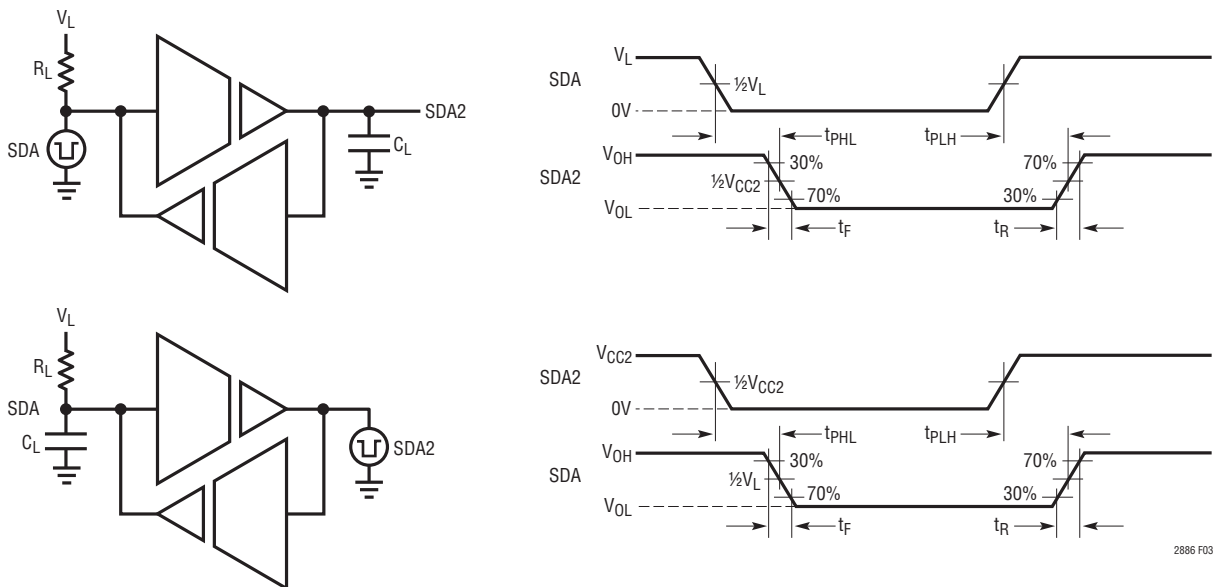 VL
RL
SDA
SDA2
CL
VL
SDA
½VL
0V
tPHL
tPLH
VOH
30%
70%
SDA2
½VCC2
70%
30%
VOL
tF
tR
VL
RL
SDA
CL
SDA2
VCC2
SDA2
½VCC2
0V
tPHL
tPLH
VOH
30%
70%
SDA
½VL
70%
30%
VOL
tF
tR
2886 F03